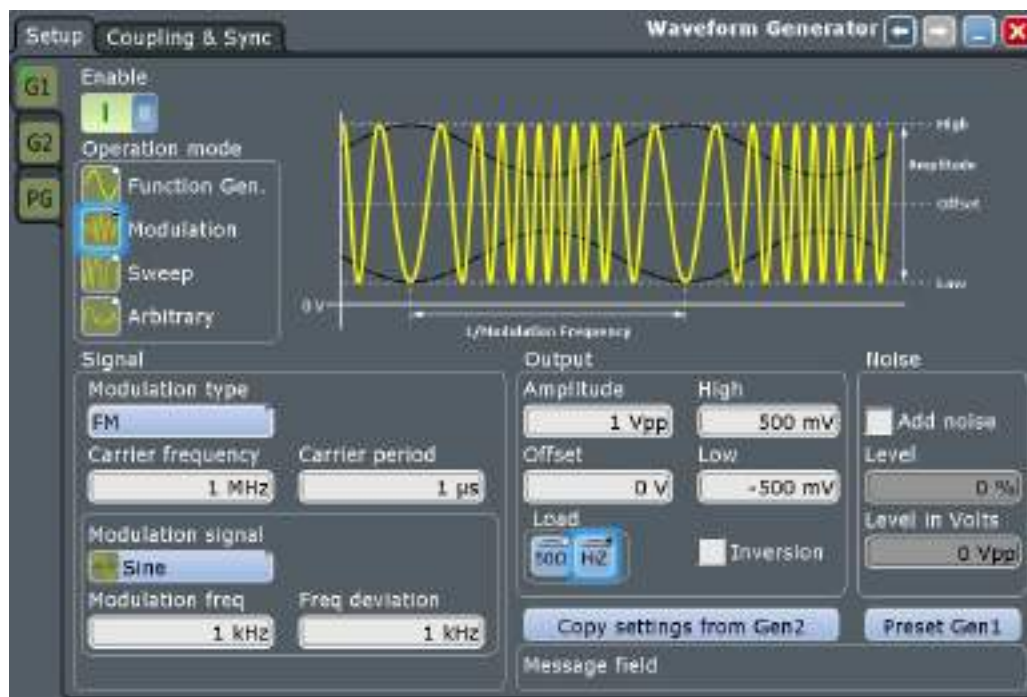 Waveform Generator
Setup Coupling & Sync
G1
G2
PG
Enable
Operation mode
Function Gen.
Modulation
Sweep
Arbitrary
High
Amplitude
Offset
Low
0 V
1/Modulation Frequency
Signal
Modulation type
FM
Carrier frequency Carrier period
1 MHz 1 µs
Modulation signal
Sine
Modulation freq Freq deviation
1 kHz 1 kHz
Output
Amplitude High
1 Vpp 500 mV
Offset Low
0 V -500 mV
Load
50Ω HiZ
Inversion
Noise
Add noise
Level
0 %
Level in Volts
0 Vpp
Copy settings from Gen2
Preset Gen1
Message field